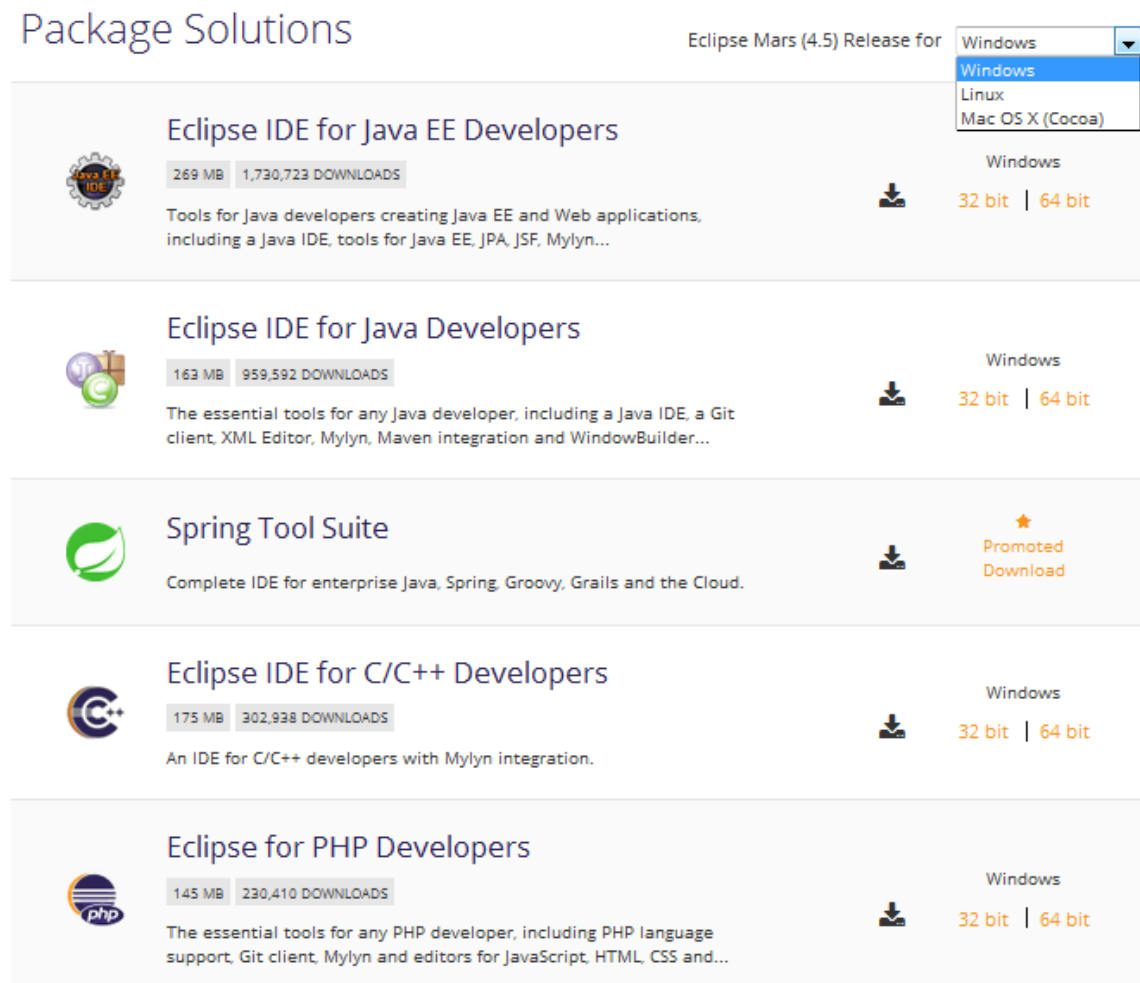 Package Solutions
Eclipse Mars (4.5) Release for Windows
Windows
Linux
Mac OS X (Cocoa)
Java EE
IDE
Eclipse IDE for Java EE Developers
269 MB 1,730,723 DOWNLOADS
Tools for Java developers creating Java EE and Web applications,
including a Java IDE, tools for Java EE, JPA, JSF, Mylyn...
Windows
32 bit | 64 bit
J
C
Eclipse IDE for Java Developers
163 MB 959,592 DOWNLOADS
The essential tools for any Java developer, including a Java IDE, a Git
client, XML Editor, Mylyn, Maven integration and WindowBuilder...
Windows
32 bit | 64 bit
Spring Tool Suite
Complete IDE for enterprise Java, Spring, Groovy, Grails and the Cloud.
Promoted
Download
C++
Eclipse IDE for C/C++ Developers
175 MB 302,938 DOWNLOADS
An IDE for C/C++ developers with Mylyn integration.
Windows
32 bit | 64 bit
php
Eclipse for PHP Developers
145 MB 230,410 DOWNLOADS
The essential tools for any PHP developer, including PHP language
support, Git client, Mylyn and editors for JavaScript, HTML, CSS and...
Windows
32 bit | 64 bit